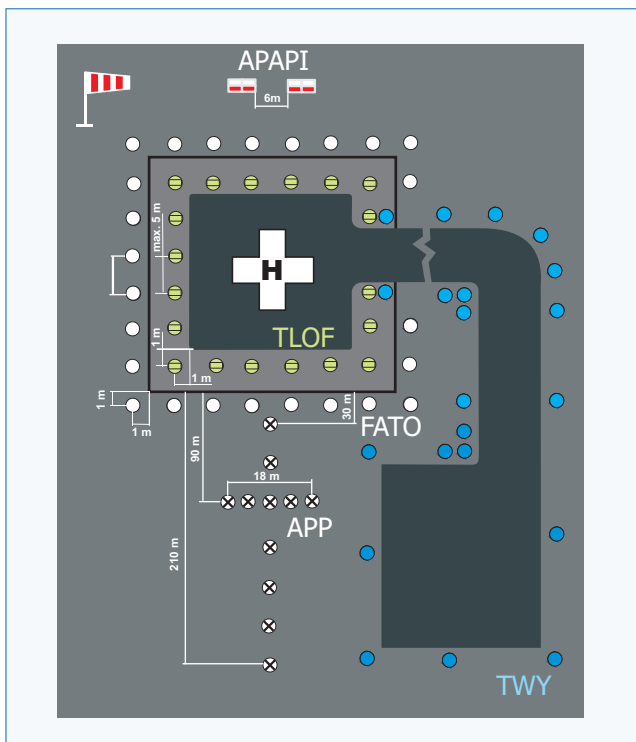 APAPI
6m
max. 5 m
H
TLOF
1 m
1 m
1 m
1 m
30 m
FATO
90 m
18 m
APP
210 m
TWY